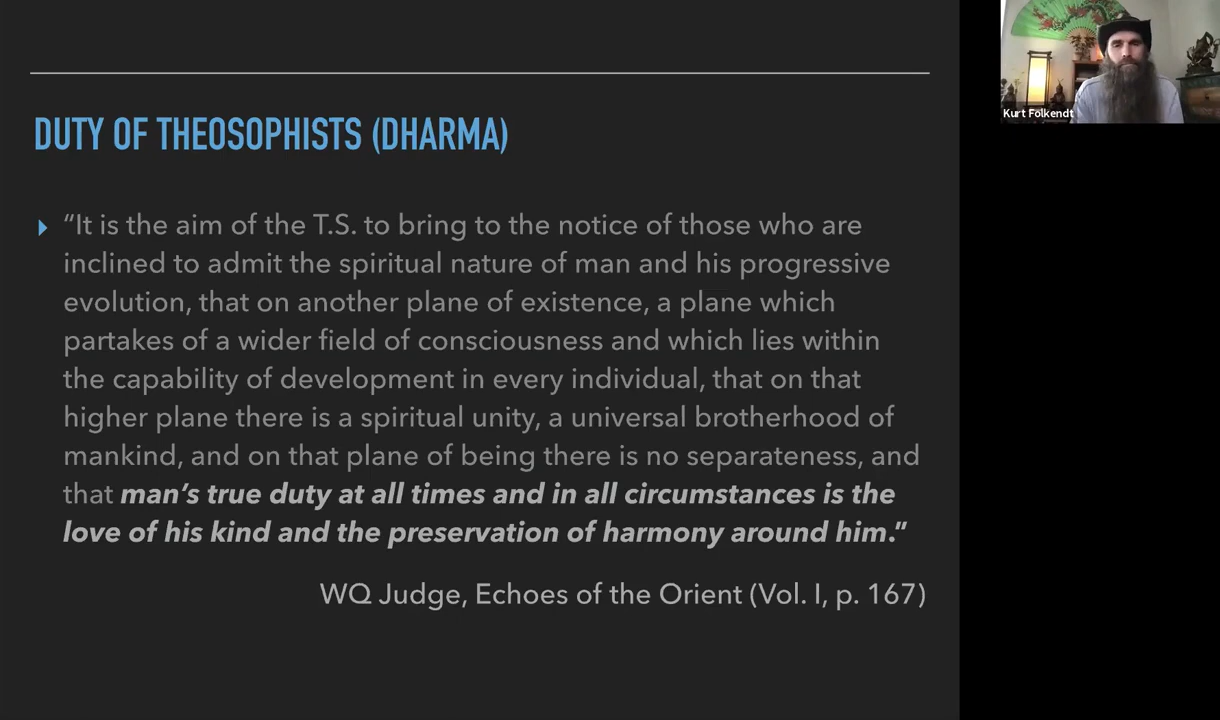 DUTY OF THEOSOPHISTS (DHARMA)
“It is the aim of the T.S. to bring to the notice of those who are
inclined to admit the spiritual nature of man and his progressive
evolution, that on another plane of existence, a plane which
partakes of a wider field of consciousness and which lies within
the capability of development in every individual, that on that
higher plane there is a spiritual unity, a universal brotherhood of
mankind, and on that plane of being there is no separateness, and
that man’s true duty at all times and in all circumstances is the
love of his kind and the preservation of harmony around him.”
WQ Judge, Echoes of the Orient (Vol. I, p. 167)
Kurt Folkendt